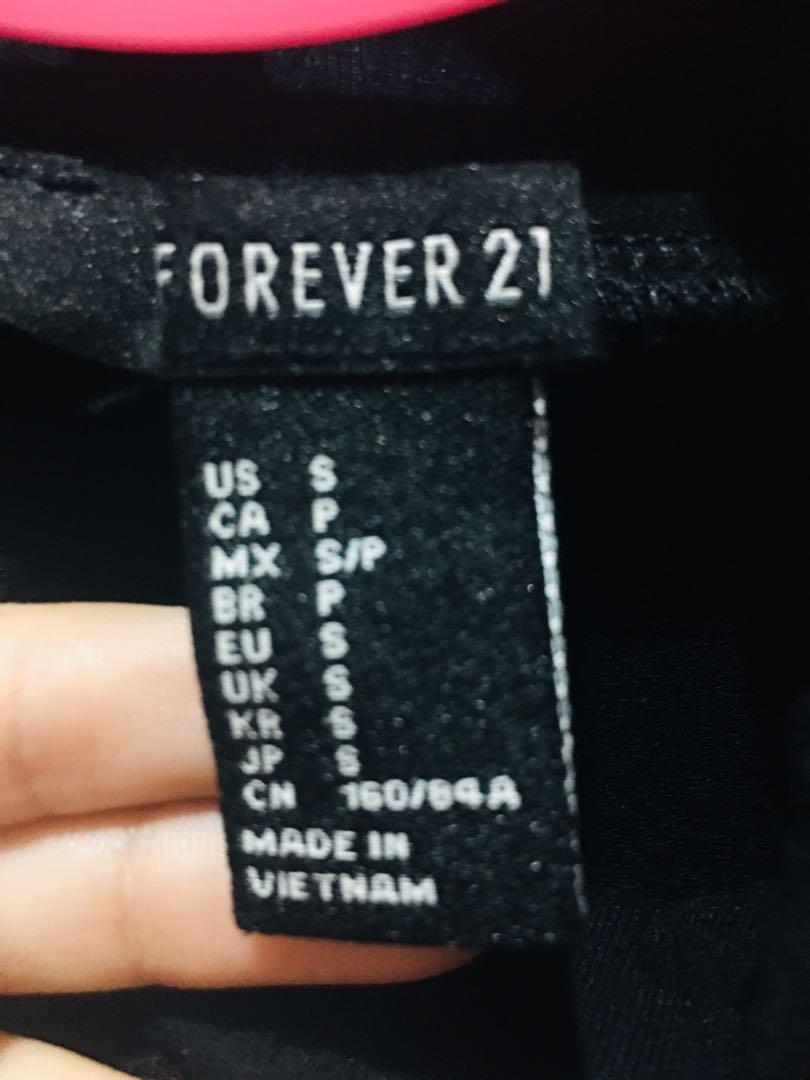 FOREVER 21
US S
CA P
MX S/P
BR P
EU S
UK S
KR S
JP S
CN 160/84A
MADE IN
VIETNAM